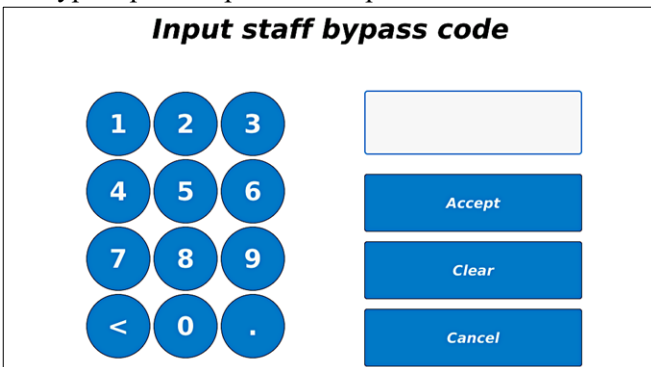 Input staff bypass code
1 2 3
4 5 6 Accept
7 8 9 Clear
< 0 . Cancel